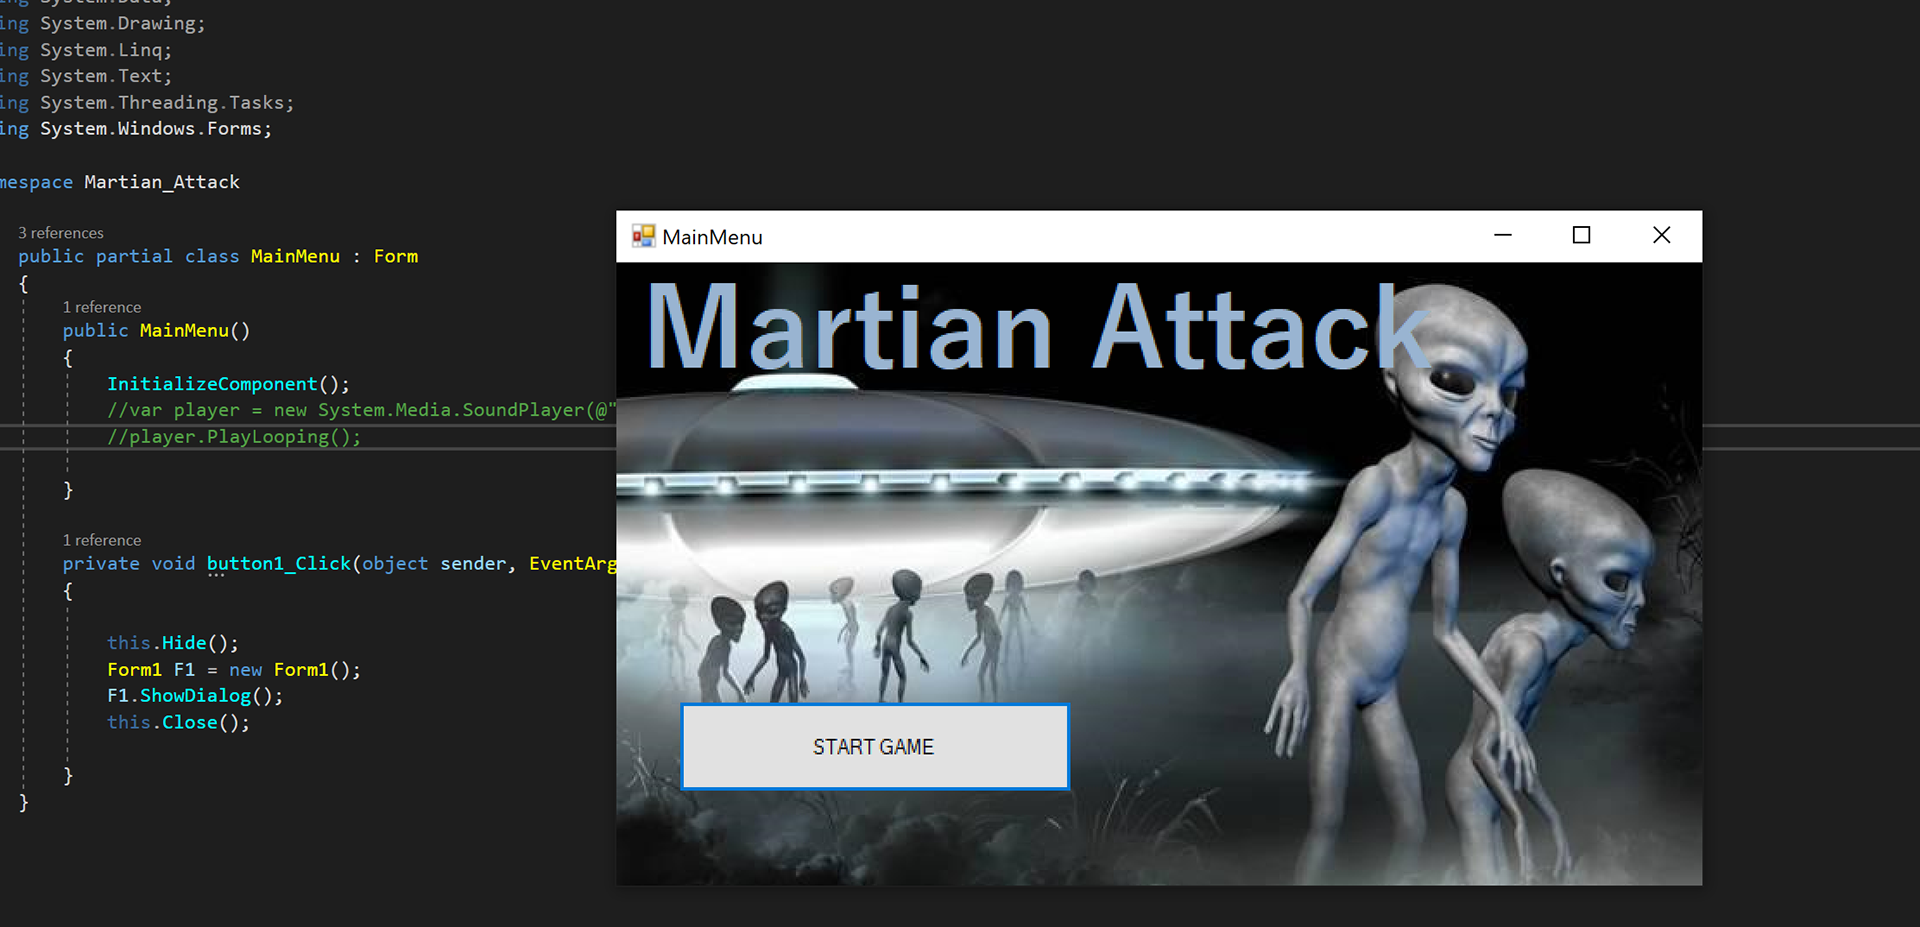 ing System.Data;
ing System.Drawing;
ing System.Linq;
ing System.Text;
ing System.Threading.Tasks;
ing System.Windows.Forms;
mespace Martian_Attack
3 references
public partial class MainMenu : Form
{
1 reference
public MainMenu()
{
InitializeComponent();
//var player = new System.Media.SoundPlayer(@"
//player.PlayLooping();
}
1 reference
private void button1_Click(object sender, EventArg
{
this.Hide();
Form1 F1 = new Form1();
F1.ShowDialog();
this.Close();
}
}
MainMenu
Martian Attack
START GAME